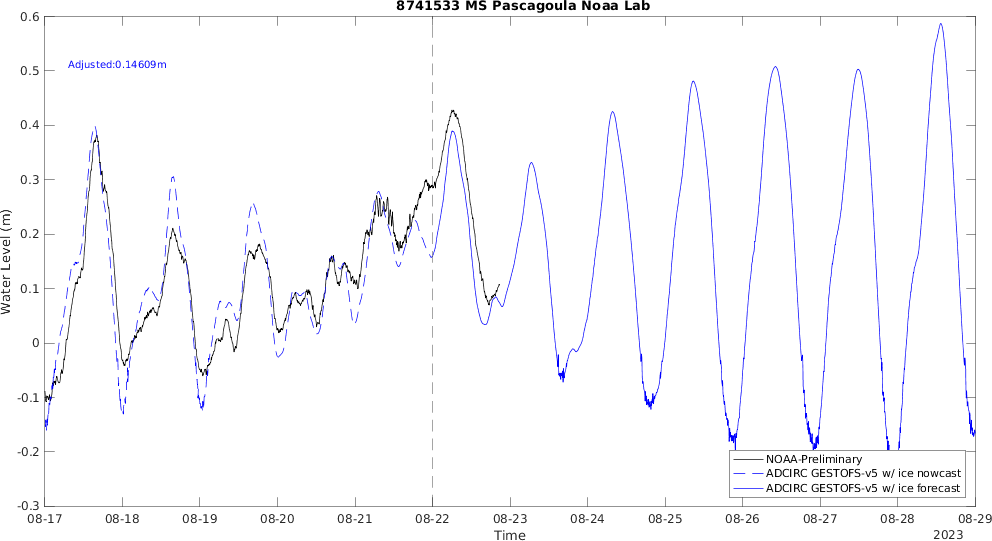 8741533 MS Pascagoula Noaa Lab
Adjusted:0.14609m
Water Level (m)
0.6
0.5
0.4
0.3
0.2
0.1
0
-0.1
-0.2
-0.3
NOAA-Preliminary
ADCIRC GESTOFS-v5 w/ ice nowcast
ADCIRC GESTOFS-v5 w/ ice forecast
08-17 08-18 08-19 08-20 08-21 08-22 08-23 08-24 08-25 08-26 08-27 08-28 08-29
Time
2023